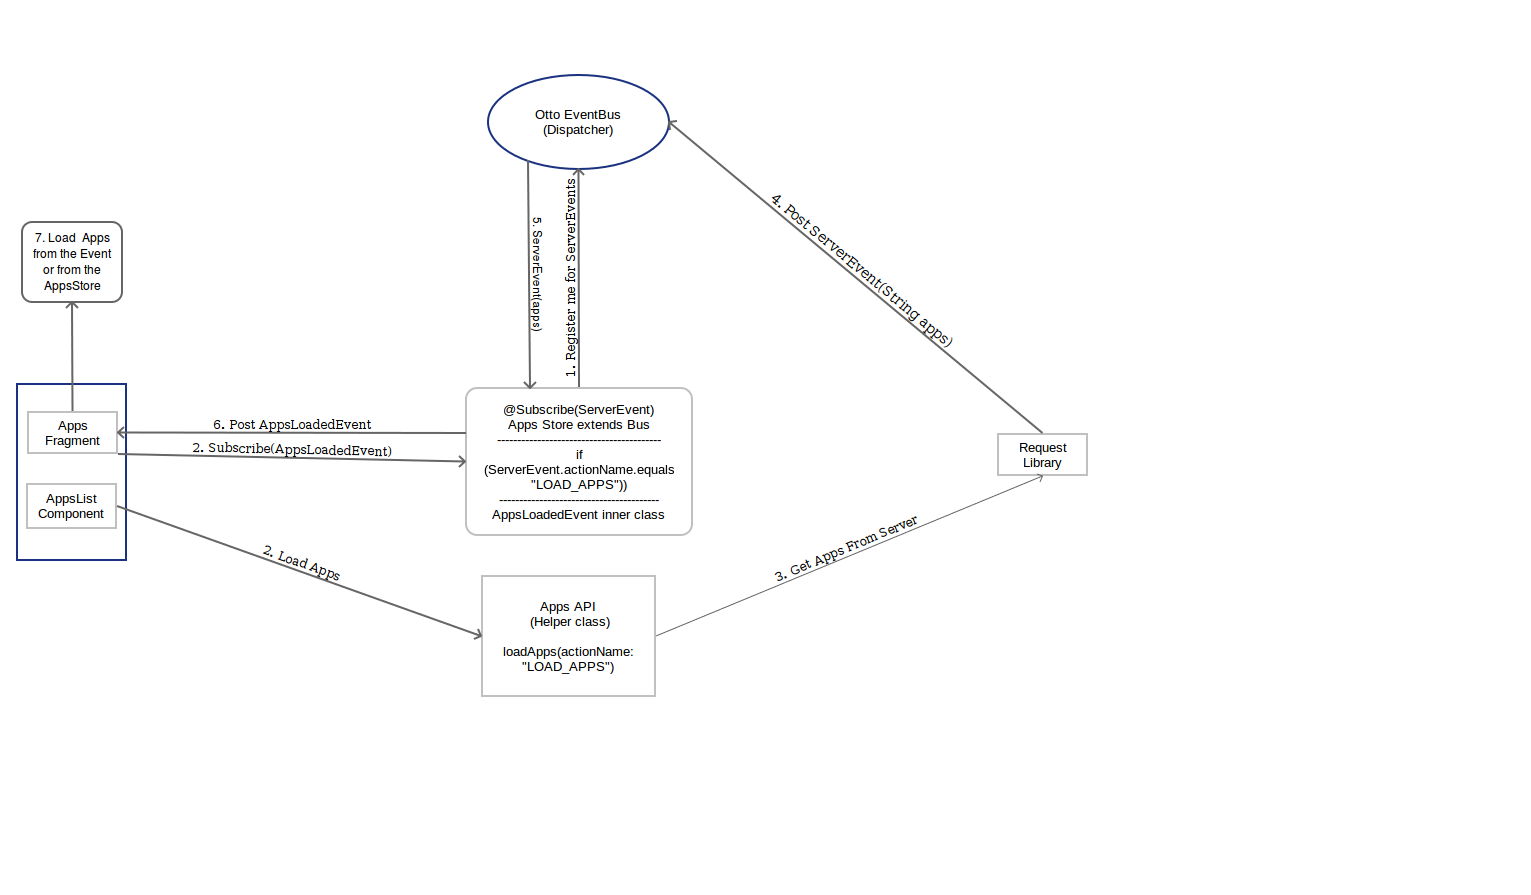 Otto EventBus
(Dispatcher)
4. Post ServerEvent(String apps)
5. ServerEvent(apps)
1. Register me for ServerEvents
7. Load Apps
from the Event
or from the
AppsStore
Apps
Fragment
AppsList
Component
6. Post AppsLoadedEvent
2. Subscribe(AppsLoadedEvent)
@Subscribe(ServerEvent)
Apps Store extends Bus
-----------------------------------------
if
(ServerEvent.actionName.equals
"LOAD_APPS"))
----------------------------------------
AppsLoadedEvent inner class
Request
Library
2. Load Apps
3. Get Apps From Server
Apps API
(Helper class)
loadApps(actionName:
"LOAD_APPS")